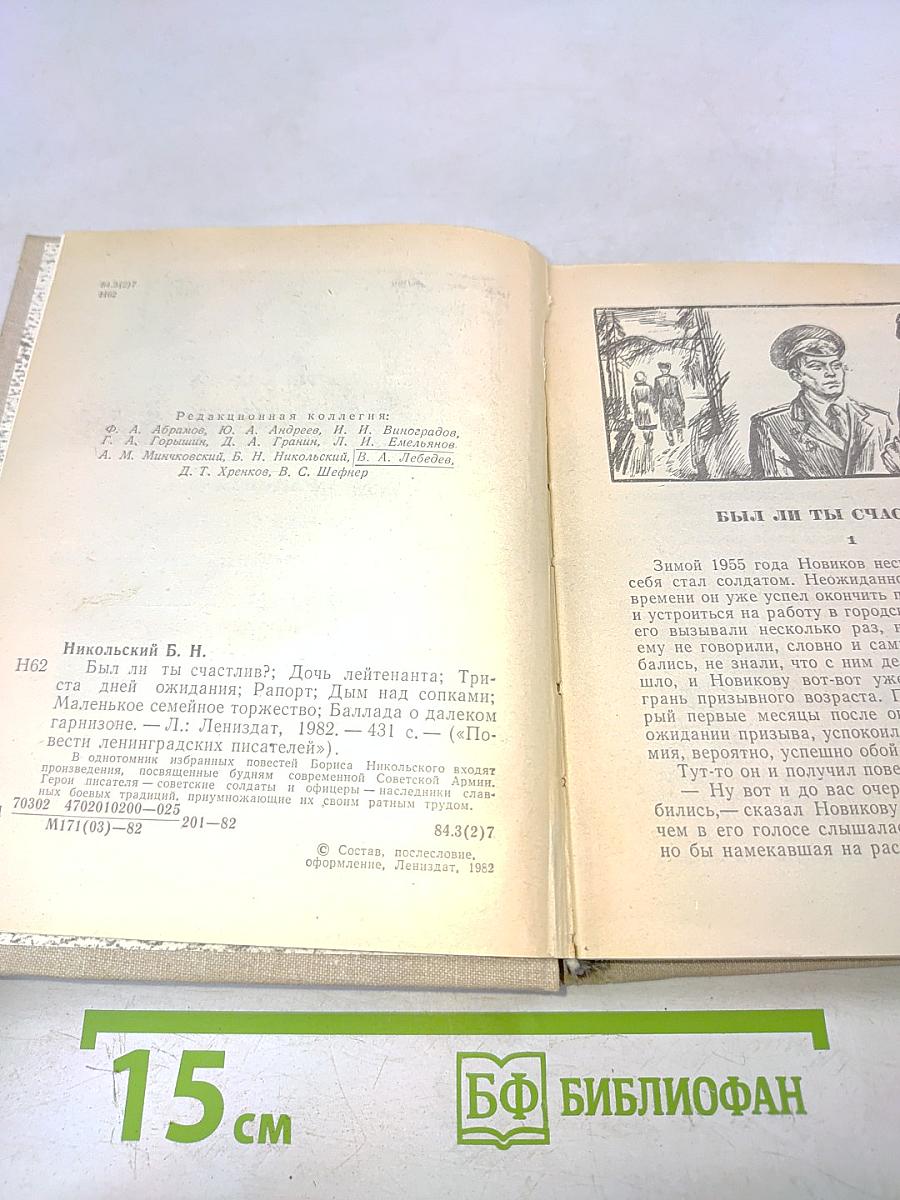 84.3(2)7
Н62
Редакционная коллегия:
Ф. А. Абрамов, Ю. А. Андреев, И. И. Виноградов,
Г. А. Горышин, Д. А. Гранин, Л. И. Емельянов
А. М. Минчковский, Б. Н. Никольский, В. А. Лебедев,
Д. Т. Хренков, В. С. Шефнер
Никольский Б. Н.
Н62 Был ли ты счастлив?; Дочь лейтенанта; Три-
ста дней ожидания; Рапорт; Дым над сопками;
Маленькое семейное торжество; Баллада о далеком
гарнизоне. — Л.: Лениздат, 1982. — 431 с. — («По-
вести ленинградских писателей»).
В однотомник избранных повестей Бориса Никольского входят
произведения, посвященные будням современной Советской Армии.
Герои писателя — советские солдаты и офицеры — наследники слав-
ных боевых традиций, приумножающие их своим ратным трудом.
70302 4702010200—025
М171(03)—82 201—82
84.3(2)7
© Состав, послесловие,
оформление, Лениздат, 1982
БЫЛ ЛИ ТЫ СЧАС
1
Зимой 1955 года Новиков нес
себя стал солдатом. Неожиданно
времени он уже успел окончить п
и устроиться на работу в городс
его вызывали несколько раз, н
ему не говорили, словно и сам
бались, не знали, что с ним де
шло, и Новикову вот-вот уже
грань призывного возраста. Г
рый первые месяцы после ок
ожидании призыва, успокоил
мия, вероятно, успешно обой
Тут-то он и получил пове
— Ну вот и до вас очер
бились,— сказал Новикову
чем в его голосе слышала
но бы намекавшая на рас
15 см
БФ БИБЛИОФАН